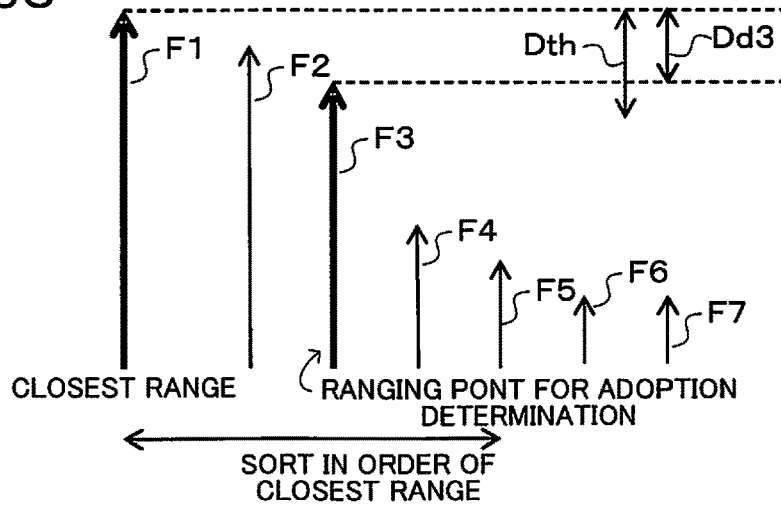 F1
F2
F3
F4
F5
F6
F7
Dth
Dd3
CLOSEST RANGE
RANGING PONT FOR ADOPTION
DETERMINATION
SORT IN ORDER OF
CLOSEST RANGE